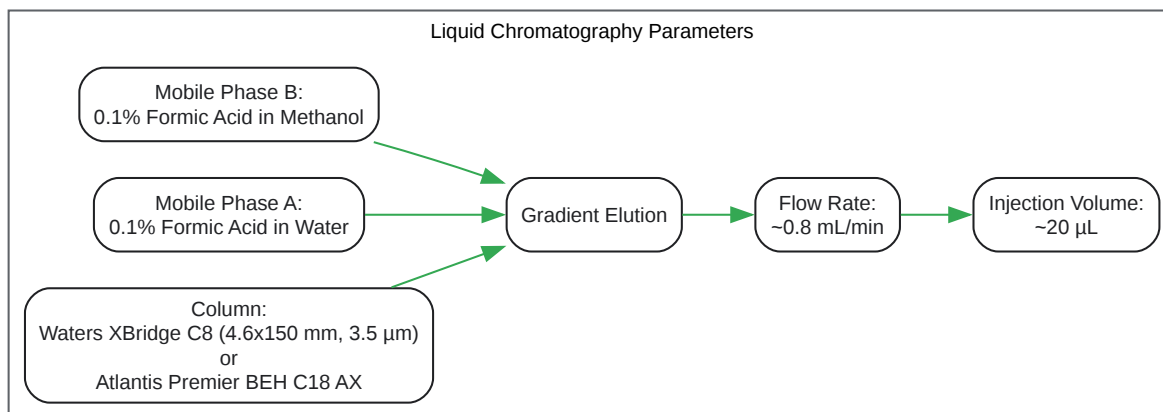 Liquid Chromatography Parameters
Mobile Phase B:
0.1% Formic Acid in Methanol
Mobile Phase A:
0.1% Formic Acid in Water
Column:
Waters XBridge C8 (4.6x150 mm, 3.5 µm)
or
Atlantis Premier BEH C18 AX
Gradient Elution
Flow Rate:
~0.8 mL/min
Injection Volume:
~20 µL